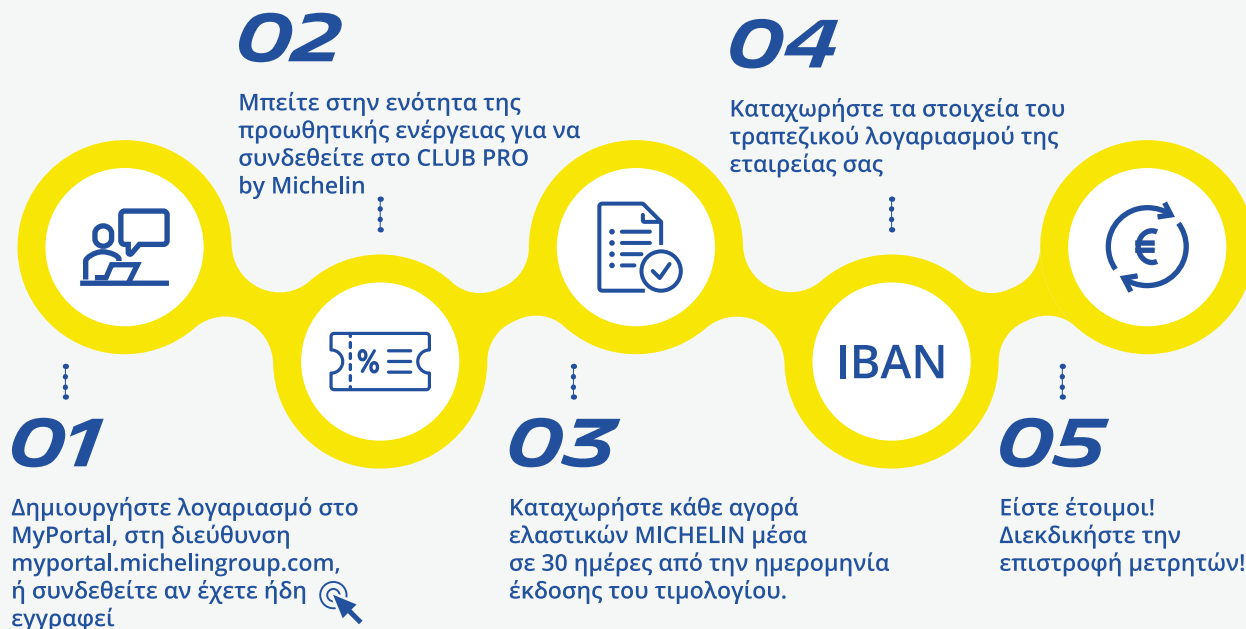 01
Δημιουργήστε λογαριασμό στο
MyPortal, στη διεύθυνση
myportal.michelingroup.com,
ή συνδεθείτε αν έχετε ήδη
εγγραφεί
02
Μπείτε στην ενότητα της
προωθητικής ενέργειας για να
συνδεθείτε στο CLUB PRO
by Michelin
%
03
Καταχωρήστε κάθε αγορά
ελαστικών MICHELIN μέσα
σε 30 ημέρες από την ημερομηνία
έκδοσης του τιμολογίου.
04
Καταχωρήστε τα στοιχεία του
τραπεζικού λογαριασμού της
εταιρείας σας
IBAN
05
Είστε έτοιμοι!
Διεκδικήστε την
επιστροφή μετρητών!
€